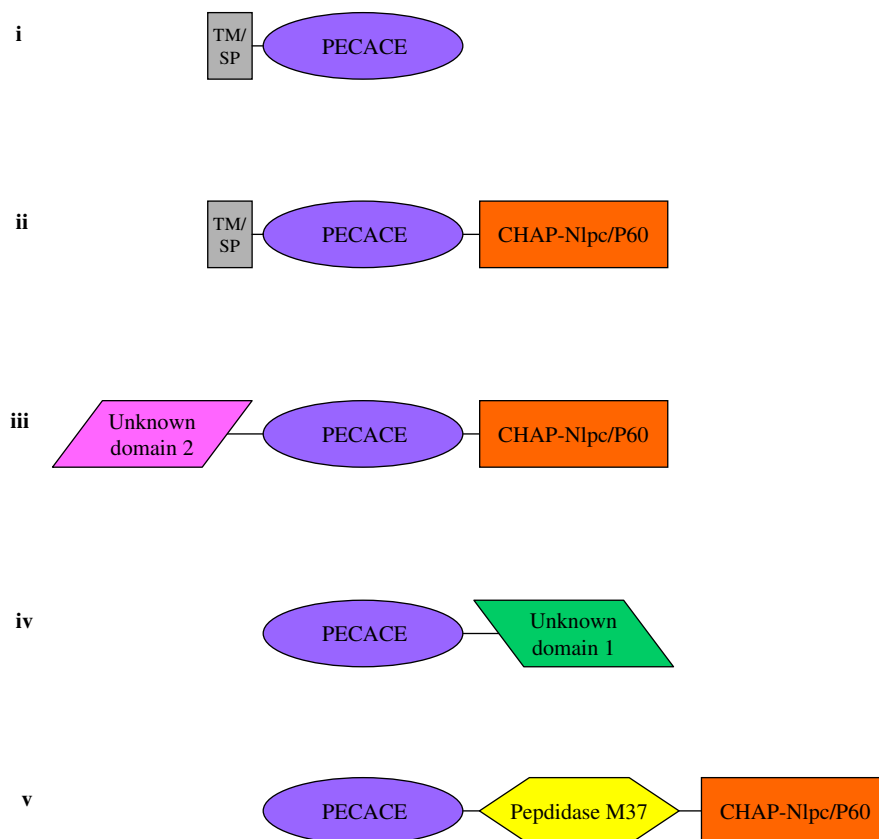 i
TM/
SP
PECACE
ii
TM/
SP
PECACE
CHAP-Nlpc/P60
iii
Unknown
domain 2
PECACE
CHAP-Nlpc/P60
iv
PECACE
Unknown
domain 1
v
PECACE
Pepdidase M37
CHAP-Nlpc/P60